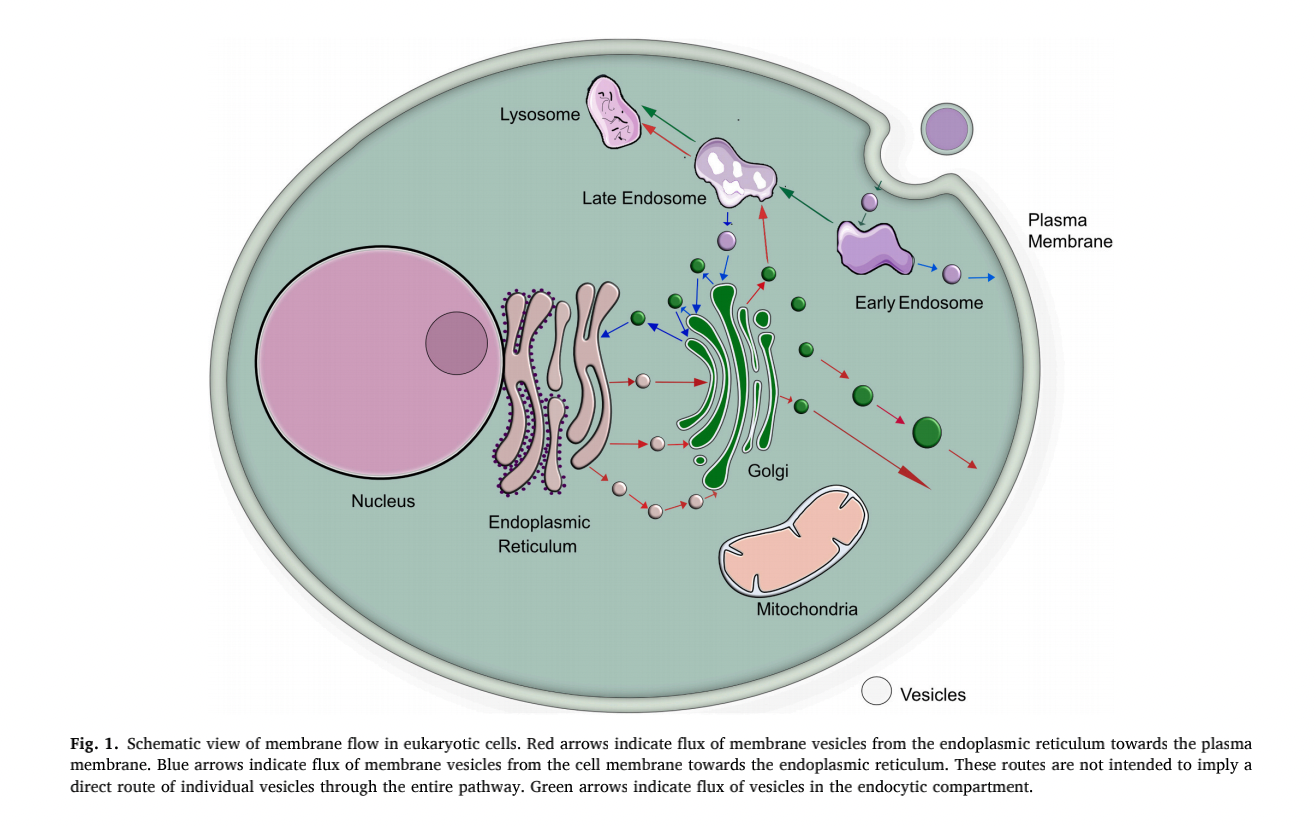 Lysosome
Late Endosome
Plasma
Membrane
Early Endosome
Golgi
Nucleus
Endoplasmic
Reticulum
Mitochondria
Vesicles
Fig. 1. Schematic view of membrane flow in eukaryotic cells. Red arrows indicate flux of membrane vesicles from the endoplasmic reticulum towards the plasma
membrane. Blue arrows indicate flux of membrane vesicles from the cell membrane towards the endoplasmic reticulum. These routes are not intended to imply a
direct route of individual vesicles through the entire pathway. Green arrows indicate flux of vesicles in the endocytic compartment.